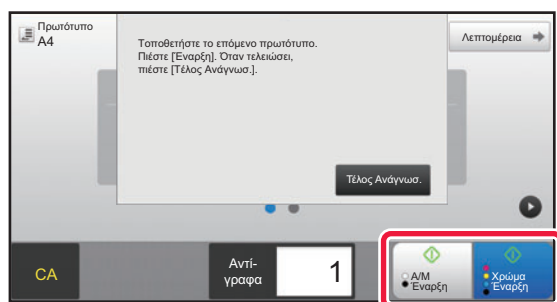 Πρωτότυπο
A4
Τοποθετήστε το επόμενο πρωτότυπο.
Πιέστε [Έναρξη]. Όταν τελειώσει,
πιέστε [Τέλος Ανάγνωσ.].
Λεπτομέρεια
Τέλος Ανάγνωσ.
CA
Αντί-
γραφα
1
Α/Μ
Έναρξη
Χρώμα
Έναρξη